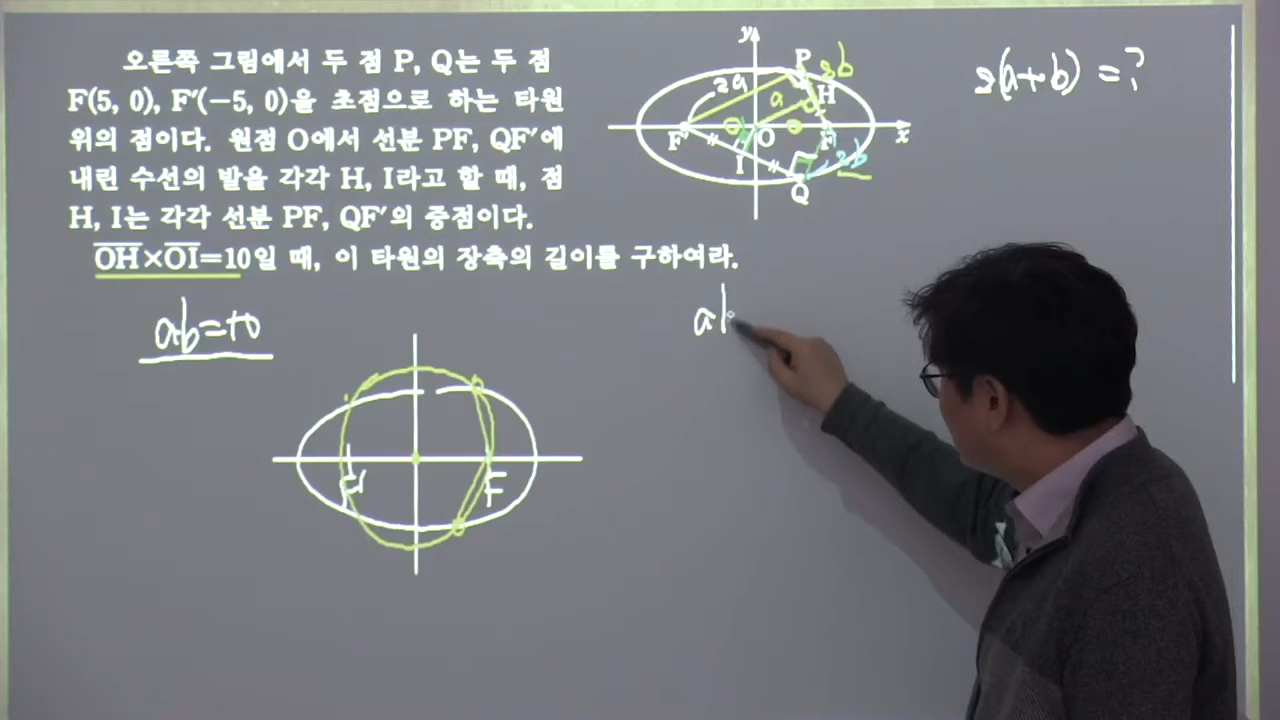 오른쪽 그림에서 두 점 P, Q는 두 점
F(5, 0), F′(−5, 0)을 초점으로 하는 타원
위의 점이다. 원점 O에서 선분 PF, QF′에
내린 수선의 발을 각각 H, I라고 할 때, 점
H, I는 각각 선분 PF, QF′의 중점이다.
OH×OI=10일 때, 이 타원의 장축의 길이를 구하여라.
y
P
2b
2a
a
H
F′
O
F
x
I
2b
Q
2(a+b) = ?
ab=10
F′
F
ab